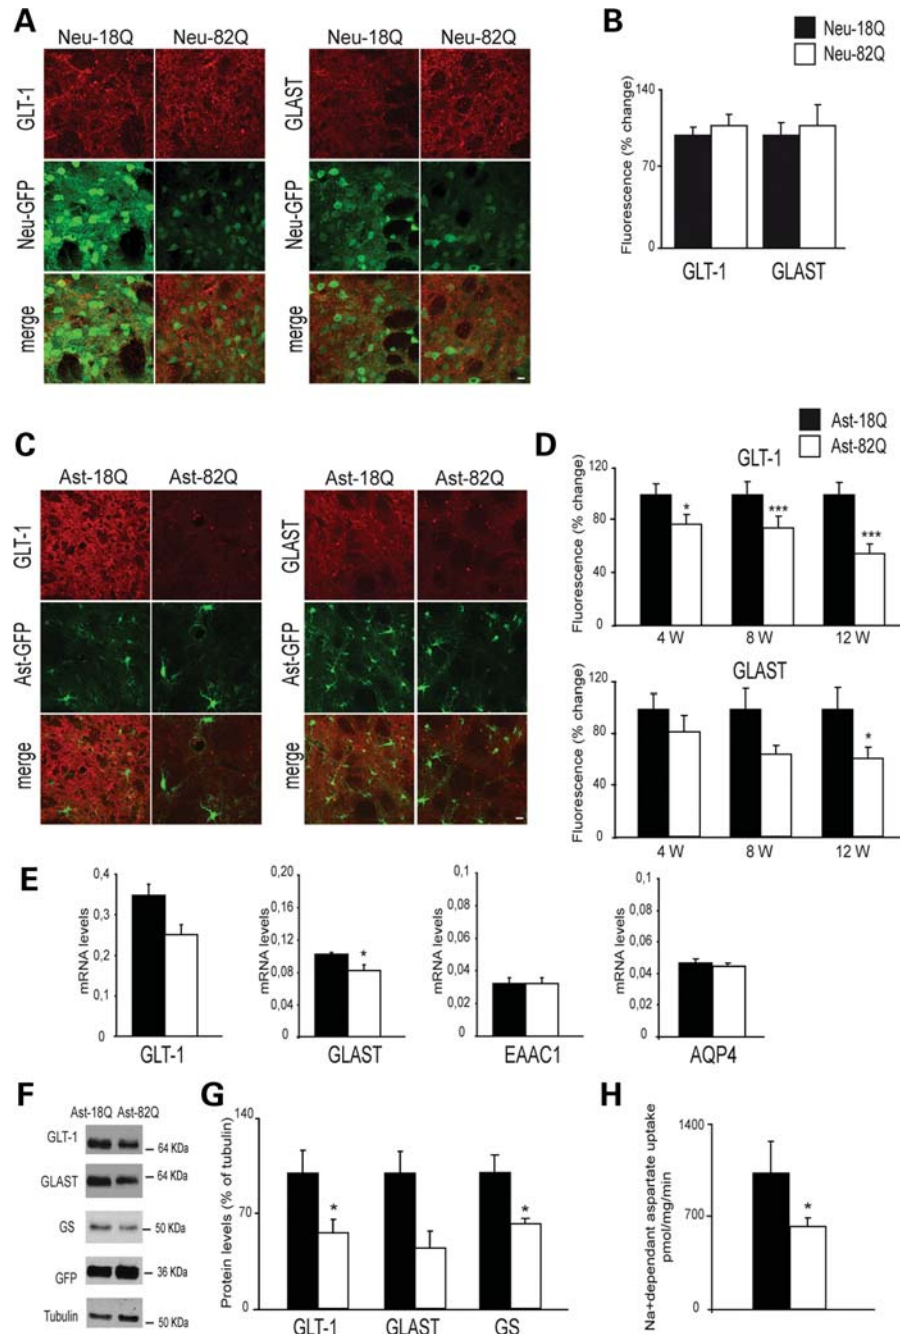 A
Neu-18Q Neu-82Q
GLT-1
Neu-GFP
merge
Neu-18Q Neu-82Q
GLAST
Neu-GFP
merge
B
Neu-18Q
Neu-82Q
Fluorescence (% change)
140
70
0
GLT-1 GLAST
C
Ast-18Q Ast-82Q
GLT-1
Ast-GFP
merge
Ast-18Q Ast-82Q
GLAST
Ast-GFP
merge
D
Ast-18Q
Ast-82Q
GLT-1
Fluorescence (% change)
120
80
40
0
* *** ***
4 W 8 W 12 W
GLAST
Fluorescence (% change)
120
80
40
0
*
4 W 8 W 12 W
E
mRNA levels
0,4
0,3
0,2
0,1
0
GLT-1
mRNA levels
0,20
0,16
0,12
0,08
0,04
0
*
GLAST
mRNA levels
0,1
0,08
0,06
0,04
0,02
0
EAAC1
mRNA levels
0,1
0,08
0,06
0,04
0,02
0
AQP4
F
Ast-18Q Ast-82Q
GLT-1 64 KDa
GLAST 64 KDa
GS 50 KDa
GFP 36 KDa
Tubulin 50 KDa
G
Protein levels (% of tubulin)
140
70
0
* *
GLT-1 GLAST GS
H
Na+dependant aspartate uptake
pmol/mg/min
1400
700
0
*